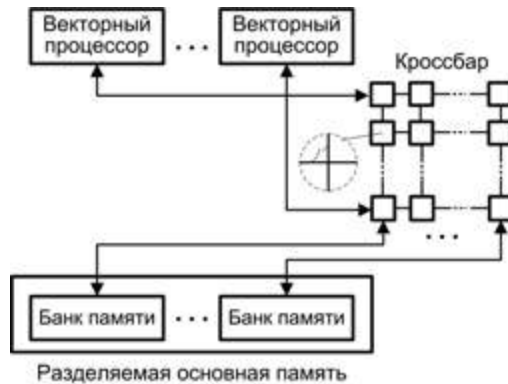 Векторный Векторный
процессор ... процессор
Кроссбар
...
Банк памяти ... Банк памяти
Разделяемая основная память